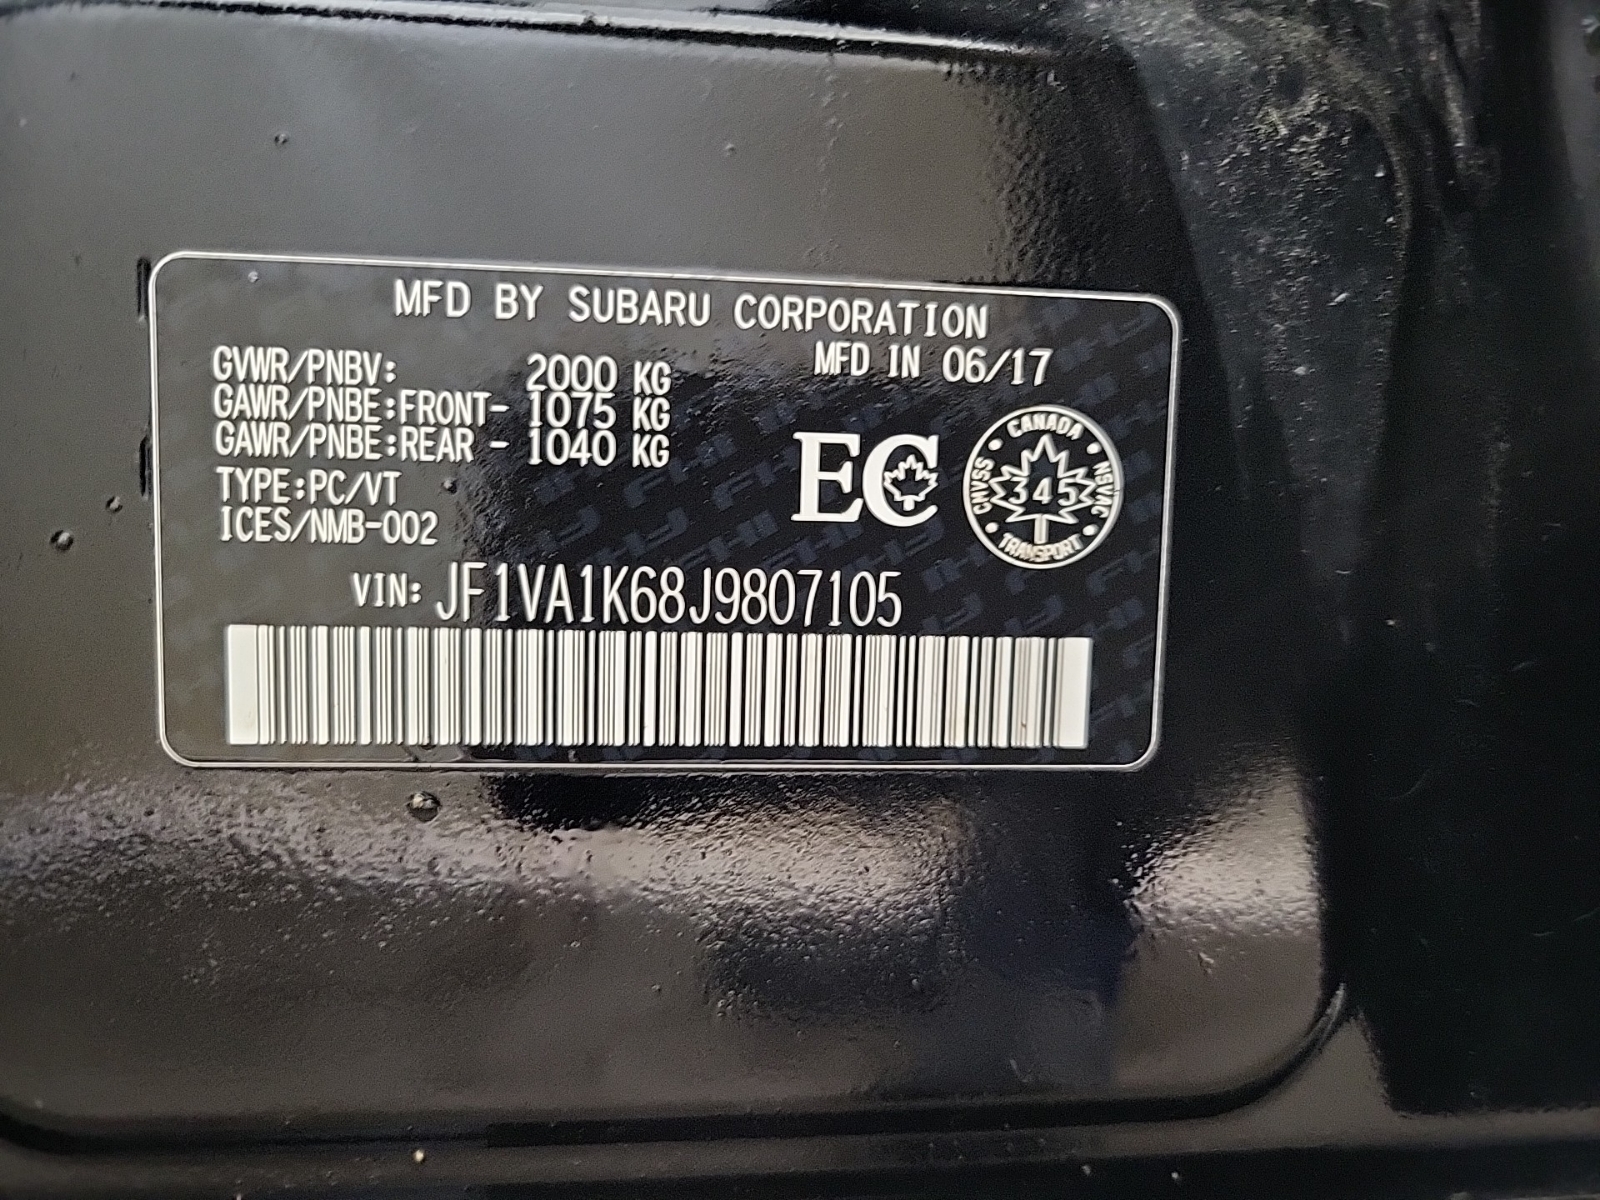 MFD BY SUBARU CORPORATION
GVWR/PNBV: 2000 KG MFD IN 06/17
GAWR/PNBE:FRONT- 1075 KG
GAWR/PNBE:REAR - 1040 KG
TYPE:PC/VT
ICES/NMB-002
EC
CANADA
CMVSS 345 NSVAC
TRANSPORT
VIN: JF1VA1K68J9807105